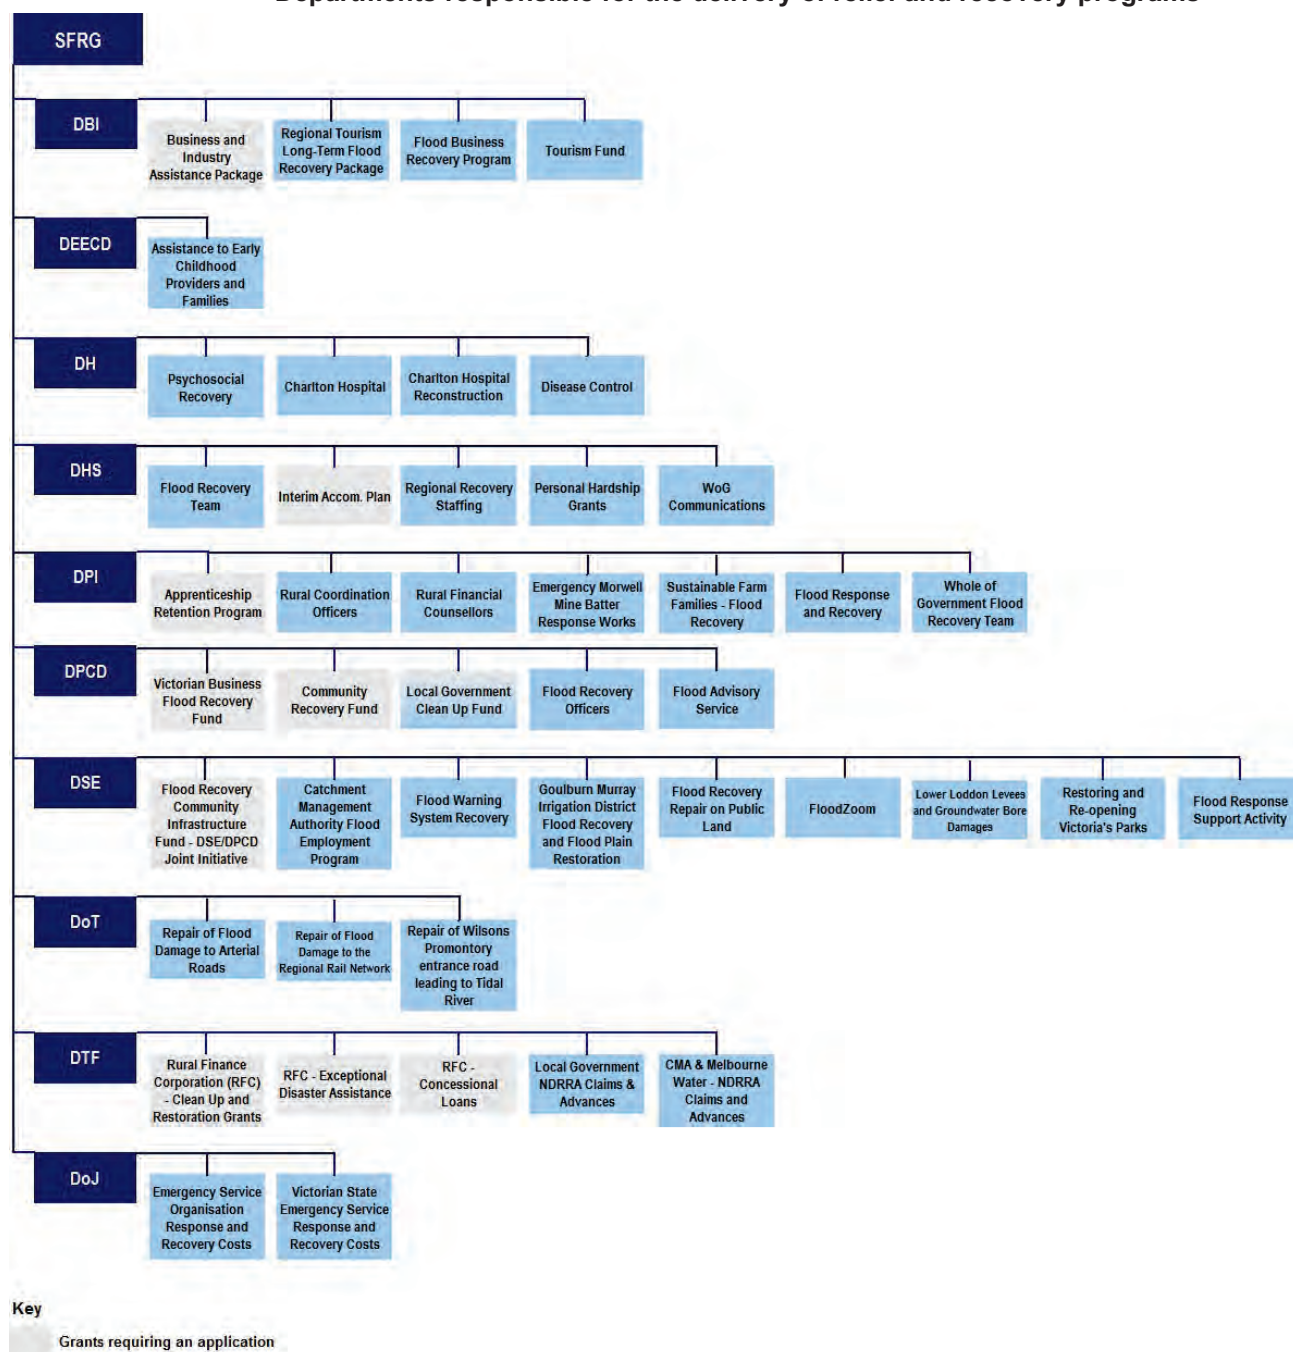 Departments responsible for the delivery of relief and recovery programs
SFRG
DBI
Business and
Industry
Assistance Package
Regional Tourism
Long-Term Flood
Recovery Package
Flood Business
Recovery Program
Tourism Fund
DEECD
Assistance to Early
Childhood
Providers and
Families
DH
Psychosocial
Recovery
Charlton Hospital
Charlton Hospital
Reconstruction
Disease Control
DHS
Flood Recovery
Team
Interim Accom. Plan
Regional Recovery
Staffing
Personal Hardship
Grants
WoG
Communications
DPI
Apprenticeship
Retention Program
Rural Coordination
Officers
Rural Financial
Counsellors
Emergency Morwell
Mine Batter
Response Works
Sustainable Farm
Families - Flood
Recovery
Flood Response
and Recovery
Whole of
Government Flood
Recovery Team
DPCD
Victorian Business
Flood Recovery
Fund
Community
Recovery Fund
Local Government
Clean Up Fund
Flood Recovery
Officers
Flood Advisory
Service
DSE
Flood Recovery
Community
Infrastructure
Fund - DSE/DPCD
Joint Initiative
Catchment
Management
Authority Flood
Employment
Program
Flood Warning
System Recovery
Goulburn Murray
Irrigation District
Flood Recovery
and Flood Plain
Restoration
Flood Recovery
Repair on Public
Land
FloodZoom
Lower Loddon Levees
and Groundwater Bore
Damages
Restoring and
Re-opening
Victoria's Parks
Flood Response
Support Activity
DoT
Repair of Flood
Damage to Arterial
Roads
Repair of Flood
Damage to the
Regional Rail Network
Repair of Wilsons
Promontory
entrance road
leading to Tidal
River
DTF
Rural Finance
Corporation (RFC)
- Clean Up and
Restoration Grants
RFC - Exceptional
Disaster Assistance
RFC -
Concessional
Loans
Local Government
NDRRA Claims &
Advances
CMA & Melbourne
Water - NDRRA
Claims and
Advances
DoJ
Emergency Service
Organisation
Response and
Recovery Costs
Victorian State
Emergency Service
Response and
Recovery Costs
Key
Grants requiring an application